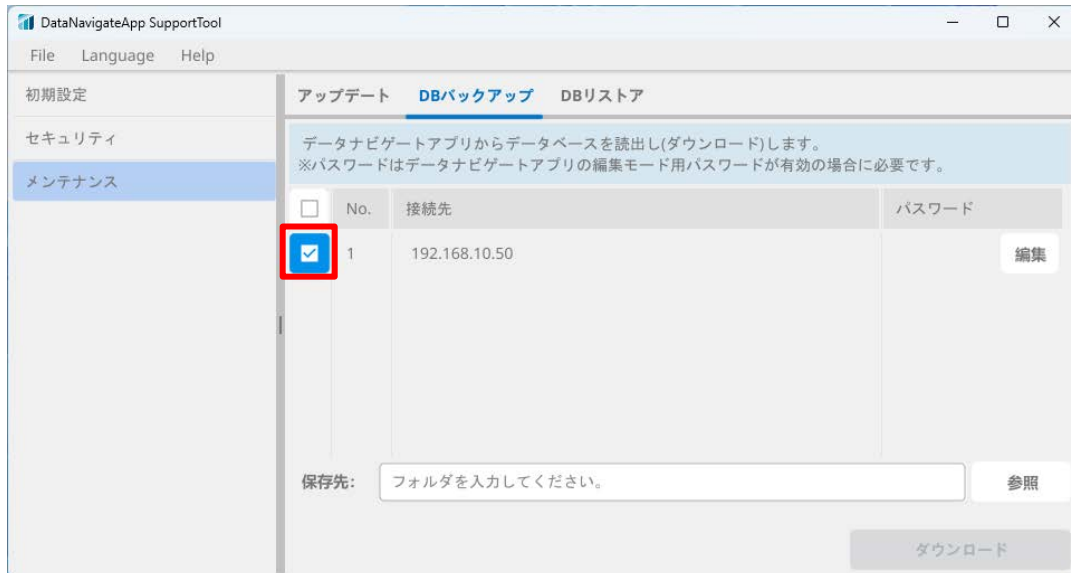 DataNavigateApp SupportTool
File Language Help
初期設定
セキュリティ
メンテナンス
アップデート DBバックアップ DBリストア
データナビゲートアプリからデータベースを読出し(ダウンロード)します。
※パスワードはデータナビゲートアプリの編集モード用パスワードが有効の場合に必要です。
No. 接続先 パスワード
1 192.168.10.50 編集
保存先: フォルダを入力してください。 参照
ダウンロード